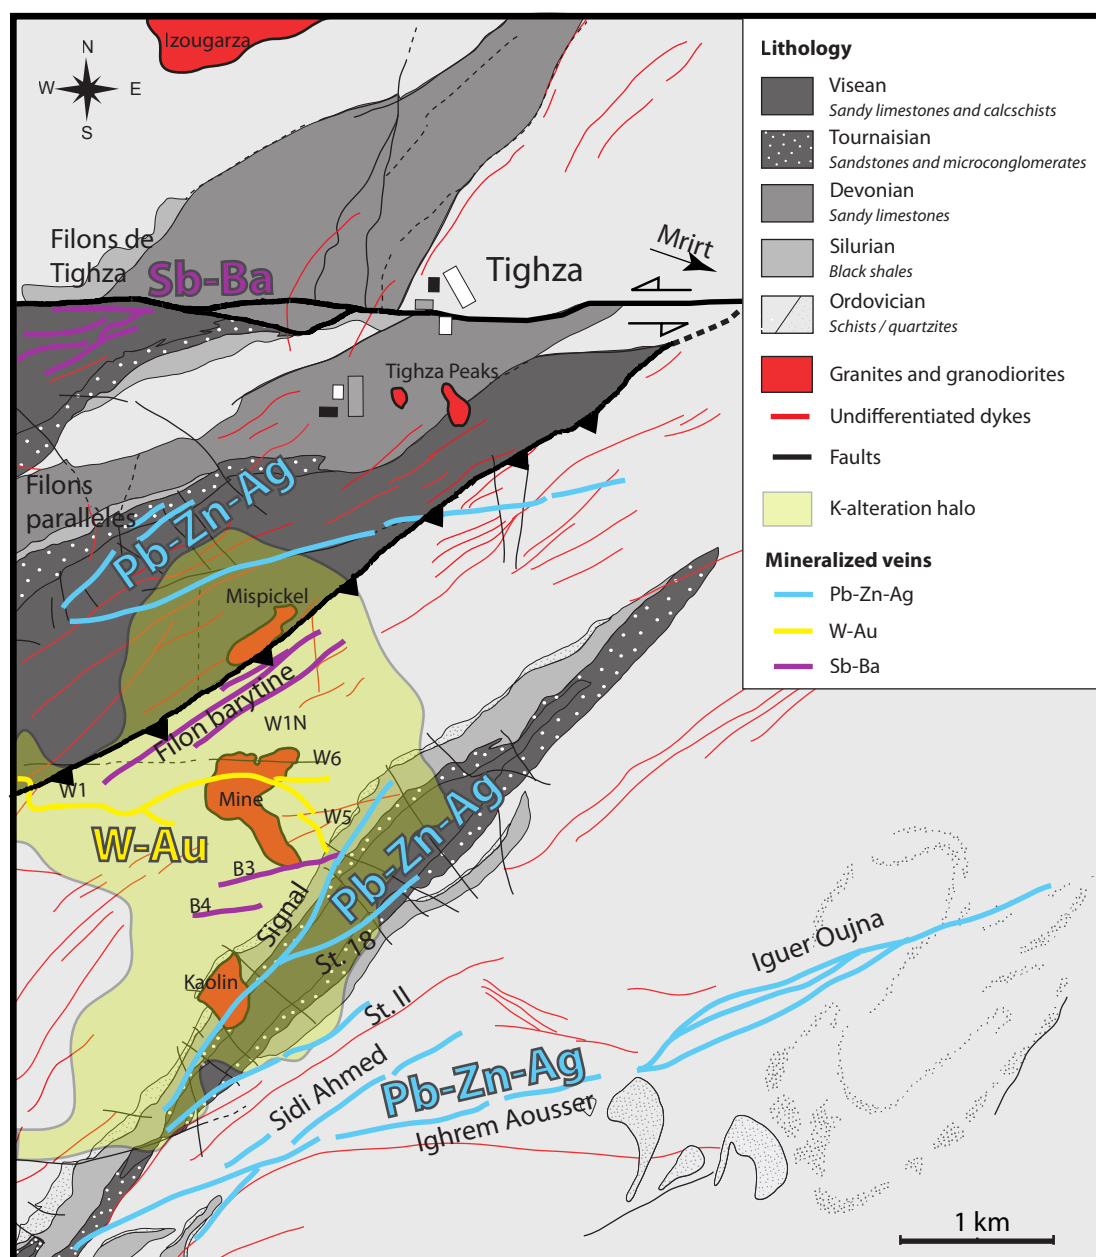 Izougarza
N
W
E
S
Filons de
Tighza
Sb-Ba
Tighza
Mrirt
Tighza Peaks
Filons
parallèles
Pb-Zn-Ag
Mispickel
Filon barytine
W1N
W6
W1
Mine
W5
W-Au
B3
B4
Signal
Pb-Zn-Ag
St. 18
Kaolin
St. II
Sidi Ahmed
Pb-Zn-Ag
Ighrem Aousser
Iguer Oujna
1 km
Lithology
Visean
Sandy limestones and calcschists
Tournaisian
Sandstones and microconglomerates
Devonian
Sandy limestones
Silurian
Black shales
Ordovician
Schists / quartzites
Granites and granodiorites
Undifferentiated dykes
Faults
K-alteration halo
Mineralized veins
Pb-Zn-Ag
W-Au
Sb-Ba